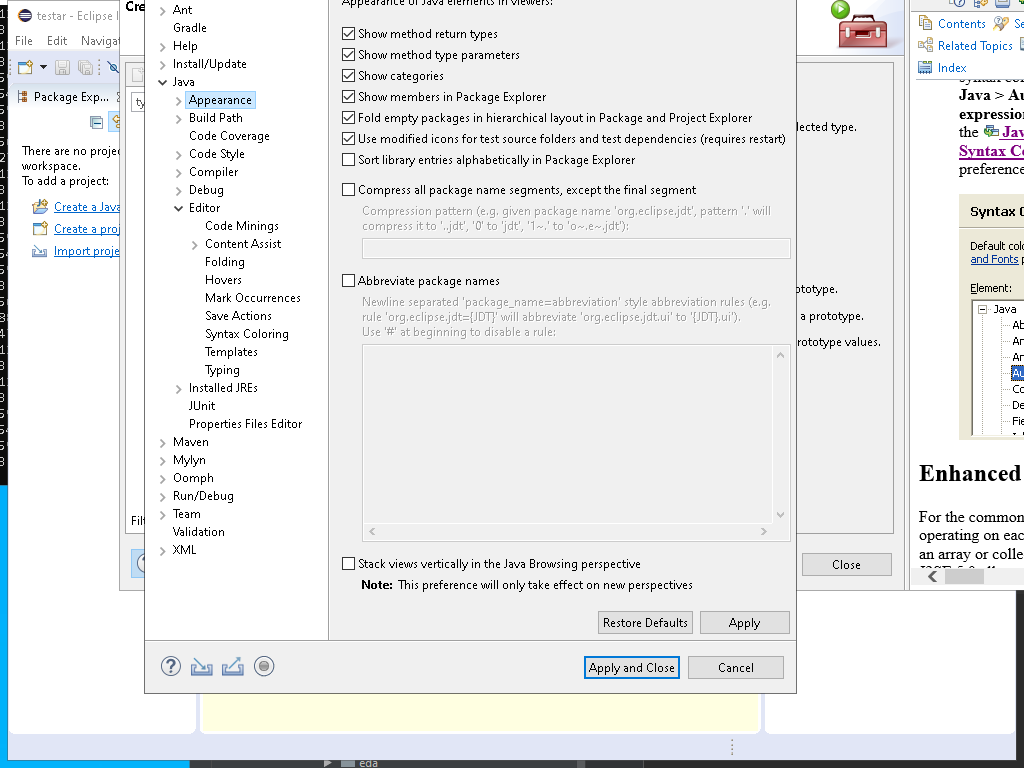 testar - Eclipse I
File Edit Navigat
Package Exp...
There are no proje
workspace.
To add a project:
Create a Java
Create a proj
Import proje
Cre
ty
Filt
Ant
Gradle
Help
Install/Update
Java
Appearance
Build Path
Code Coverage
Code Style
Compiler
Debug
Editor
Code Minings
Content Assist
Folding
Hovers
Mark Occurrences
Save Actions
Syntax Coloring
Templates
Typing
Installed JREs
JUnit
Properties Files Editor
Maven
Mylyn
Oomph
Run/Debug
Team
Validation
XML
Appearance of Java elements in viewers:
Show method return types
Show method type parameters
Show categories
Show members in Package Explorer
Fold empty packages in hierarchical layout in Package and Project Explorer
Use modified icons for test source folders and test dependencies (requires restart)
Sort library entries alphabetically in Package Explorer
Compress all package name segments, except the final segment
Compression pattern (e.g. given package name 'org.eclipse.jdt', pattern '.' will
compress it to '..jdt', '0' to 'jdt', '1~.' to 'o~.e~.jdt'):
Abbreviate package names
Newline separated 'package_name=abbreviation' style abbreviation rules (e.g.
rule 'org.eclipse.jdt={JDT}' will abbreviate 'org.eclipse.jdt.ui' to '{JDT}.ui').
Use '#' at beginning to disable a rule:
Stack views vertically in the Java Browsing perspective
Note: This preference will only take effect on new perspectives
Restore Defaults
Apply
Apply and Close
Cancel
lected type.
ototype.
a prototype.
rototype values.
Close
Contents
Se
Related Topics
Index
Java > Au
expression
the Jav
Syntax Co
preference
Syntax C
Default colo
and Fonts p
Element:
Java
Ab
An
An
Au
Co
De
Fie
Enhanced
For the common
operating on eac
an array or colle
eda